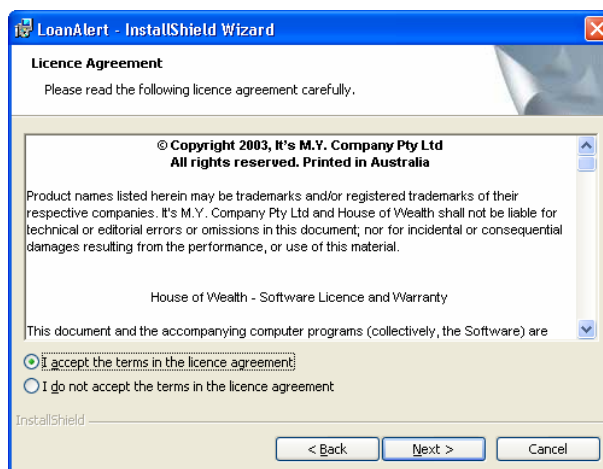 LoanAlert - InstallShield Wizard
Licence Agreement
Please read the following licence agreement carefully.
© Copyright 2003, It's M.Y. Company Pty Ltd
All rights reserved. Printed in Australia
Product names listed herein may be trademarks and/or registered trademarks of their
respective companies. It's M.Y. Company Pty Ltd and House of Wealth shall not be liable for
technical or editorial errors or omissions in this document; nor for incidental or consequential
damages resulting from the performance, or use of this material.
House of Wealth - Software Licence and Warranty
This document and the accompanying computer programs (collectively, the Software) are
I accept the terms in the licence agreement
I do not accept the terms in the licence agreement
InstallShield
< Back
Next >
Cancel